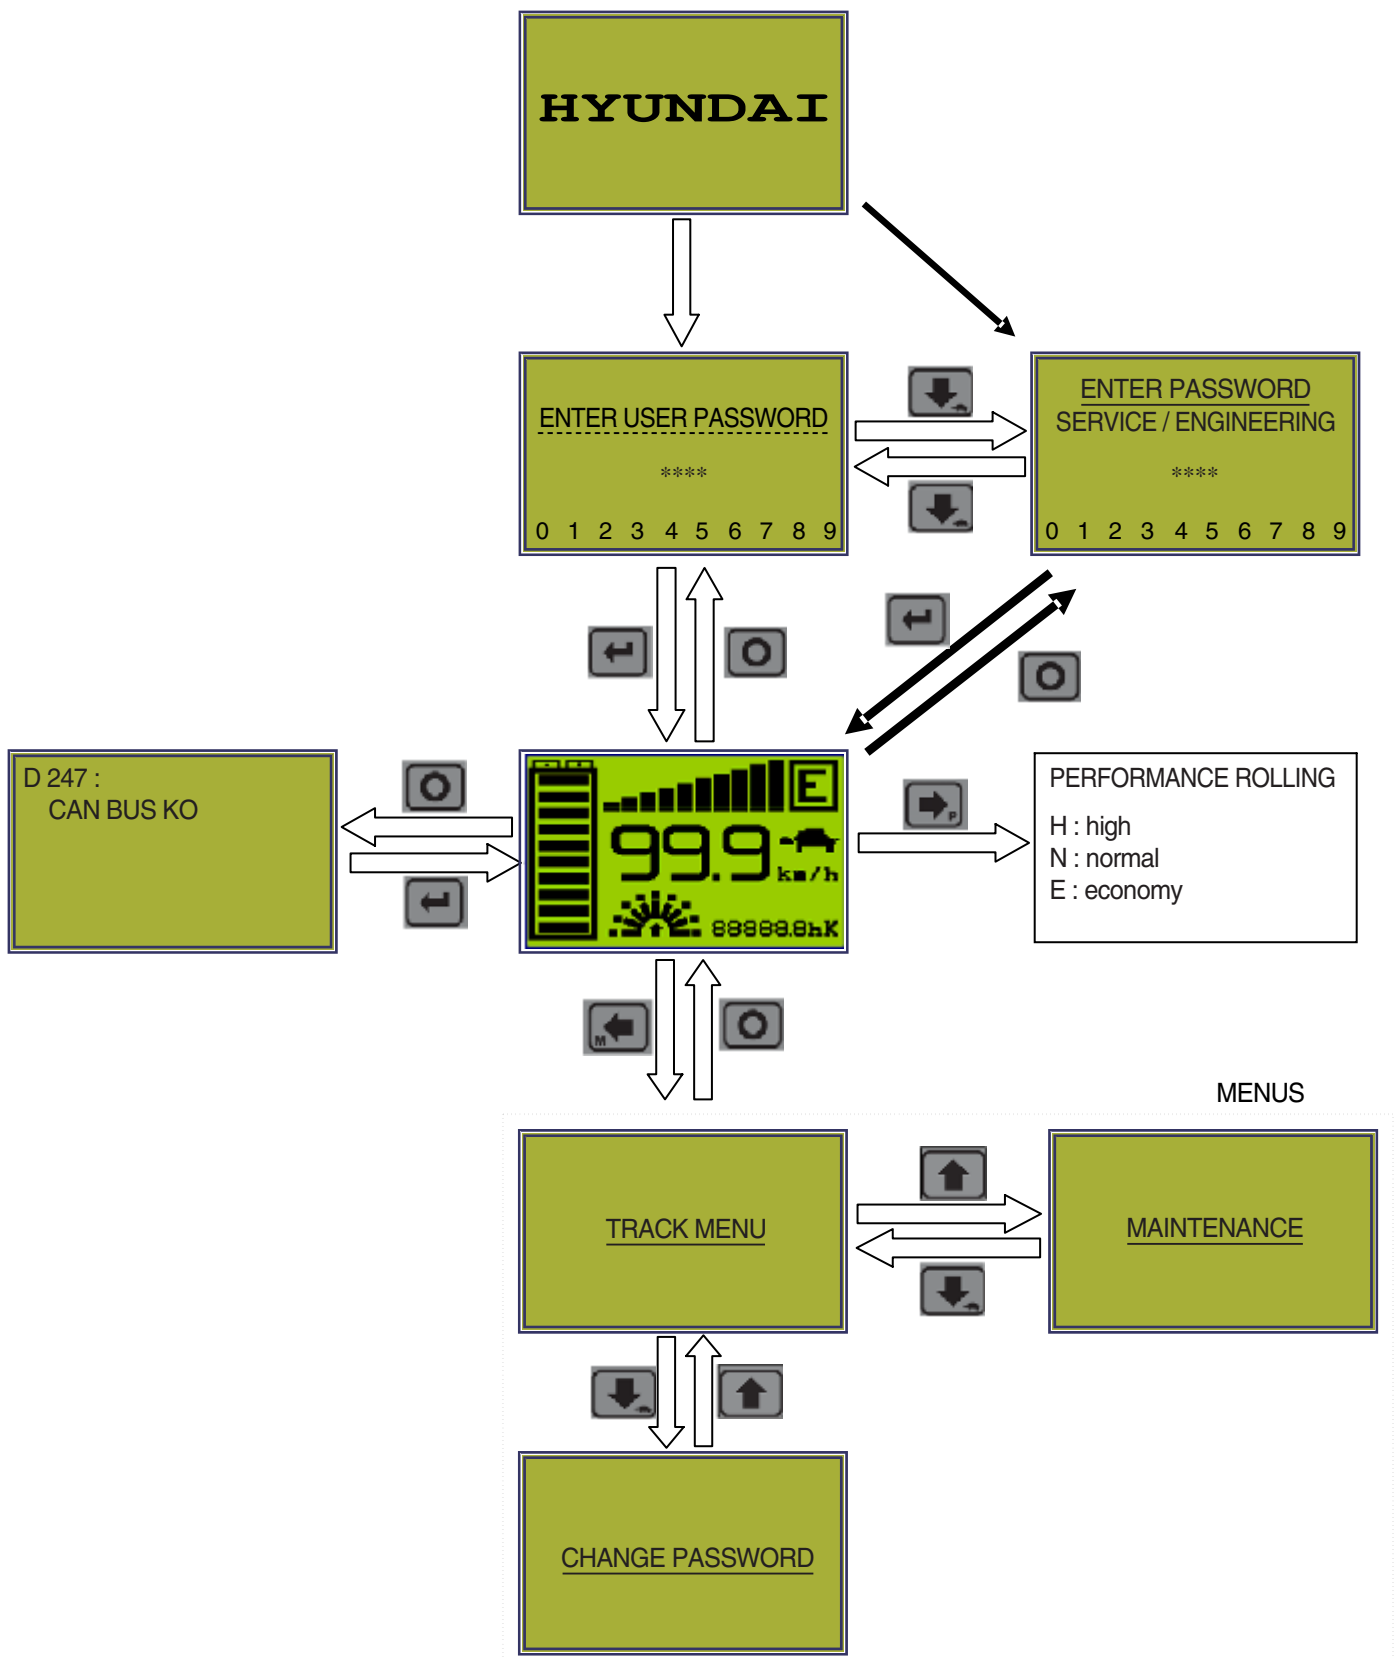 HYUNDAI
ENTER USER PASSWORD
****
0 1 2 3 4 5 6 7 8 9
ENTER PASSWORD
SERVICE / ENGINEERING
****
0 1 2 3 4 5 6 7 8 9
D 247 :
CAN BUS KO
E
99.9
km/h
88888.8hK
P
PERFORMANCE ROLLING
H : high
N : normal
E : economy
M
MENUS
TRACK MENU
MAINTENANCE
CHANGE PASSWORD